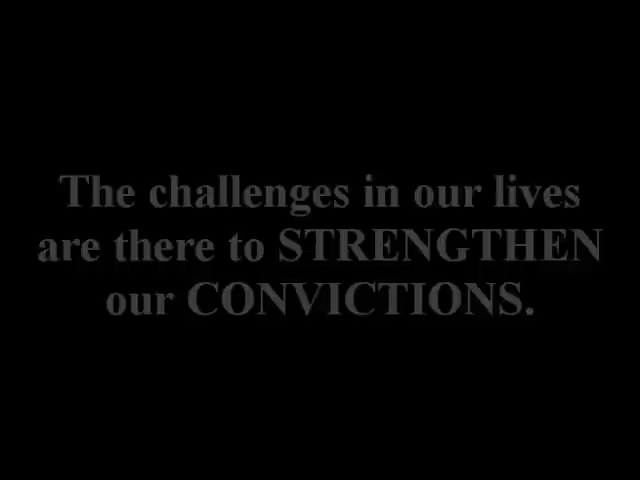 The challenges in our lives
are there to STRENGTHEN
our CONVICTIONS.